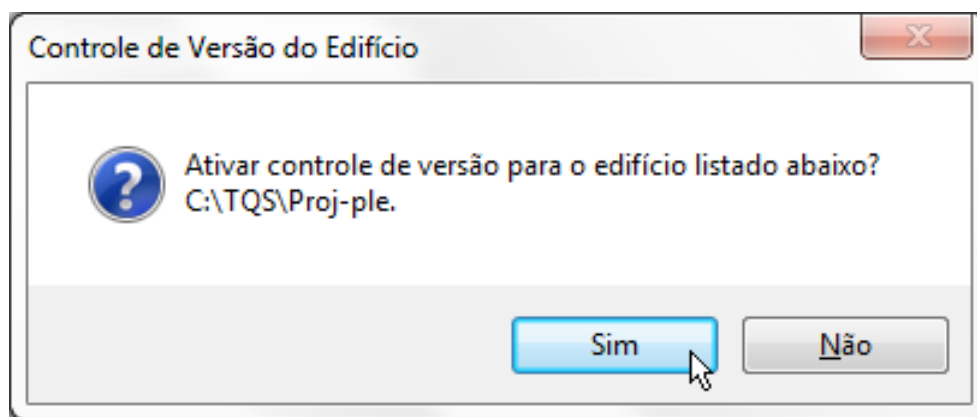 Controle de Versão do Edifício
Ativar controle de versão para o edifício listado abaixo?
C:\TQS\Proj-ple.
Sim
Não